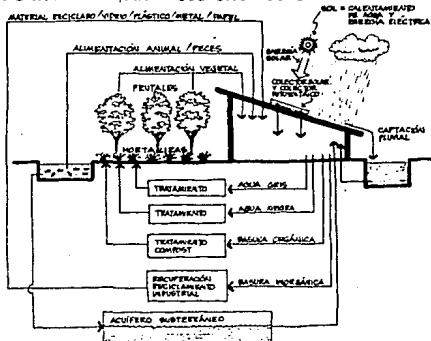 MATERIAL RECICLADO/VIDRIO/PLÁSTICO/METAL/PAPEL
SOL = CALENTAMIENTO
DE AGUA Y
ENERGÍA ELÉCTRICA
ALIMENTACIÓN ANIMAL/PECES
ENERGÍA
SOLAR
ALIMENTACIÓN VEGETAL
FRUTALES
COLECTOR SOLAR
Y COLECTOR
FOTOVOLTAICO
CAPTACIÓN
PLUVIAL
HORTALIZAS
TRATAMIENTO
AGUA GRIS
TRATAMIENTO
AGUA NEGRA
TRATAMIENTO
COMPOST
BASURA ORGÁNICA
RECUPERACIÓN
RECICLAMIENTO
INDUSTRIAL
BASURA INORGÁNICA
ACUÍFERO SUBTERRÁNEO